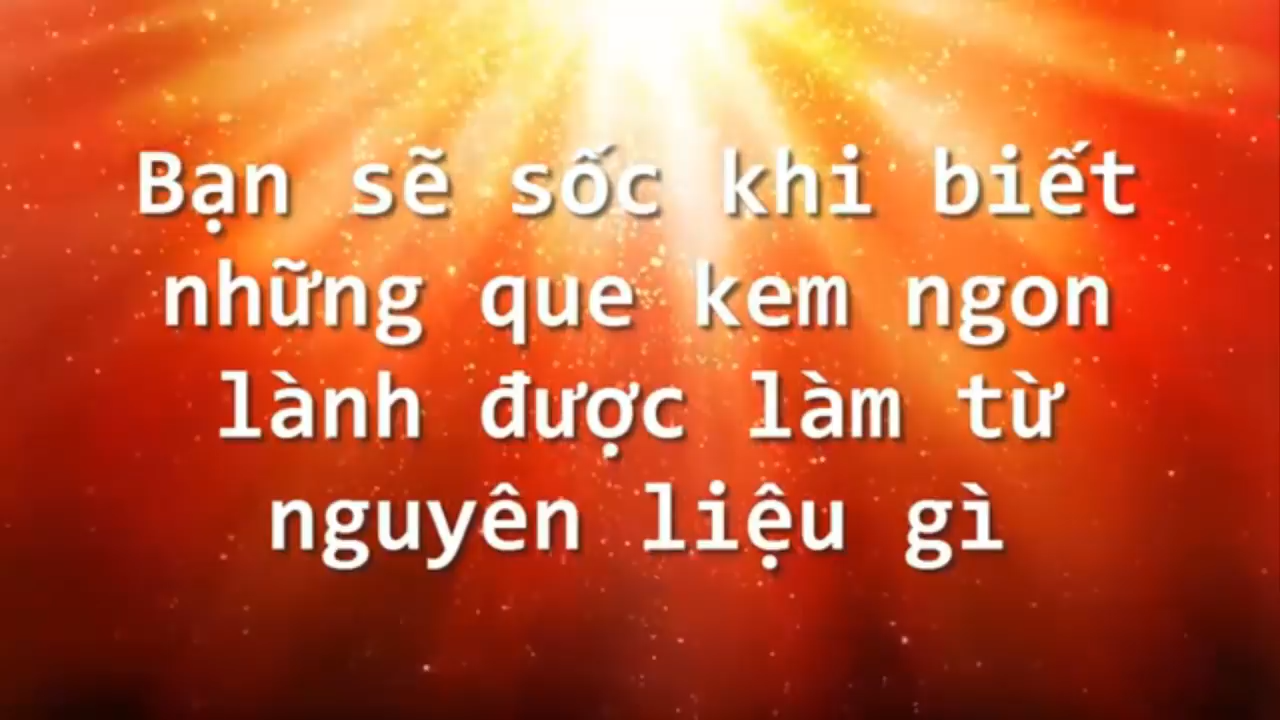 Bạn sẽ sốc khi biết
những que kem ngon
lành được làm từ
nguyên liệu gì